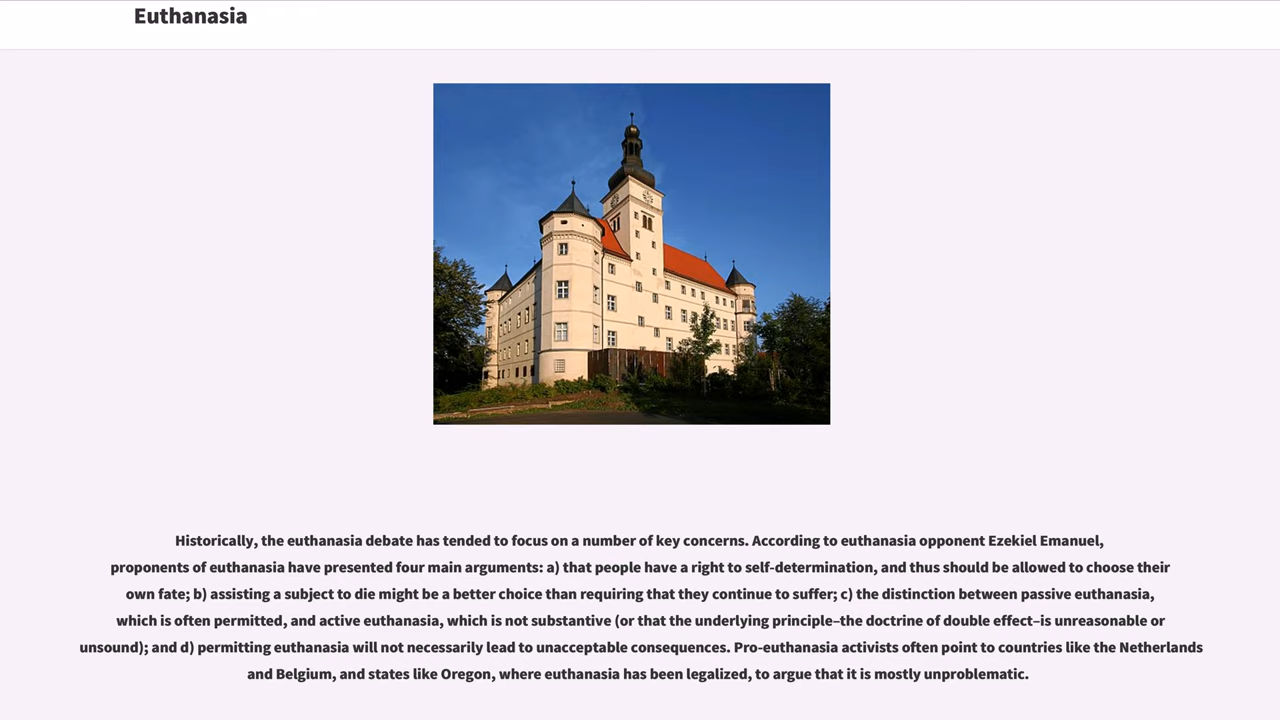 Euthanasia
Historically, the euthanasia debate has tended to focus on a number of key concerns. According to euthanasia opponent Ezekiel Emanuel,
proponents of euthanasia have presented four main arguments: a) that people have a right to self-determination, and thus should be allowed to choose their
own fate; b) assisting a subject to die might be a better choice than requiring that they continue to suffer; c) the distinction between passive euthanasia,
which is often permitted, and active euthanasia, which is not substantive (or that the underlying principle–the doctrine of double effect–is unreasonable or
unsound); and d) permitting euthanasia will not necessarily lead to unacceptable consequences. Pro-euthanasia activists often point to countries like the Netherlands
and Belgium, and states like Oregon, where euthanasia has been legalized, to argue that it is mostly unproblematic.